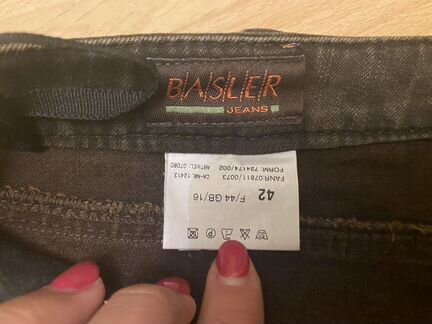 BASLER
JEANS
P
42 F/44 GB/16
FANR:07811/0073 CA-NR: 12413
FORM: 724174/002 ARTIKEL: 07080